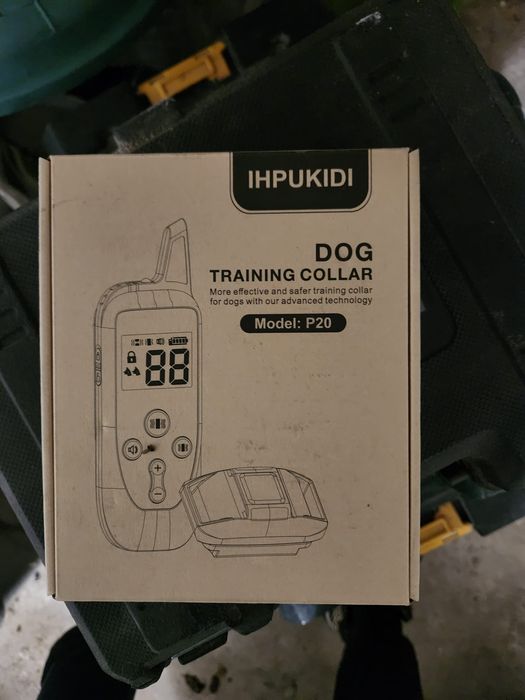 IHPUKIDI
DOG
TRAINING COLLAR
More effective and safer training collar
for dogs with our advanced technology
Model: P20
88
+
−